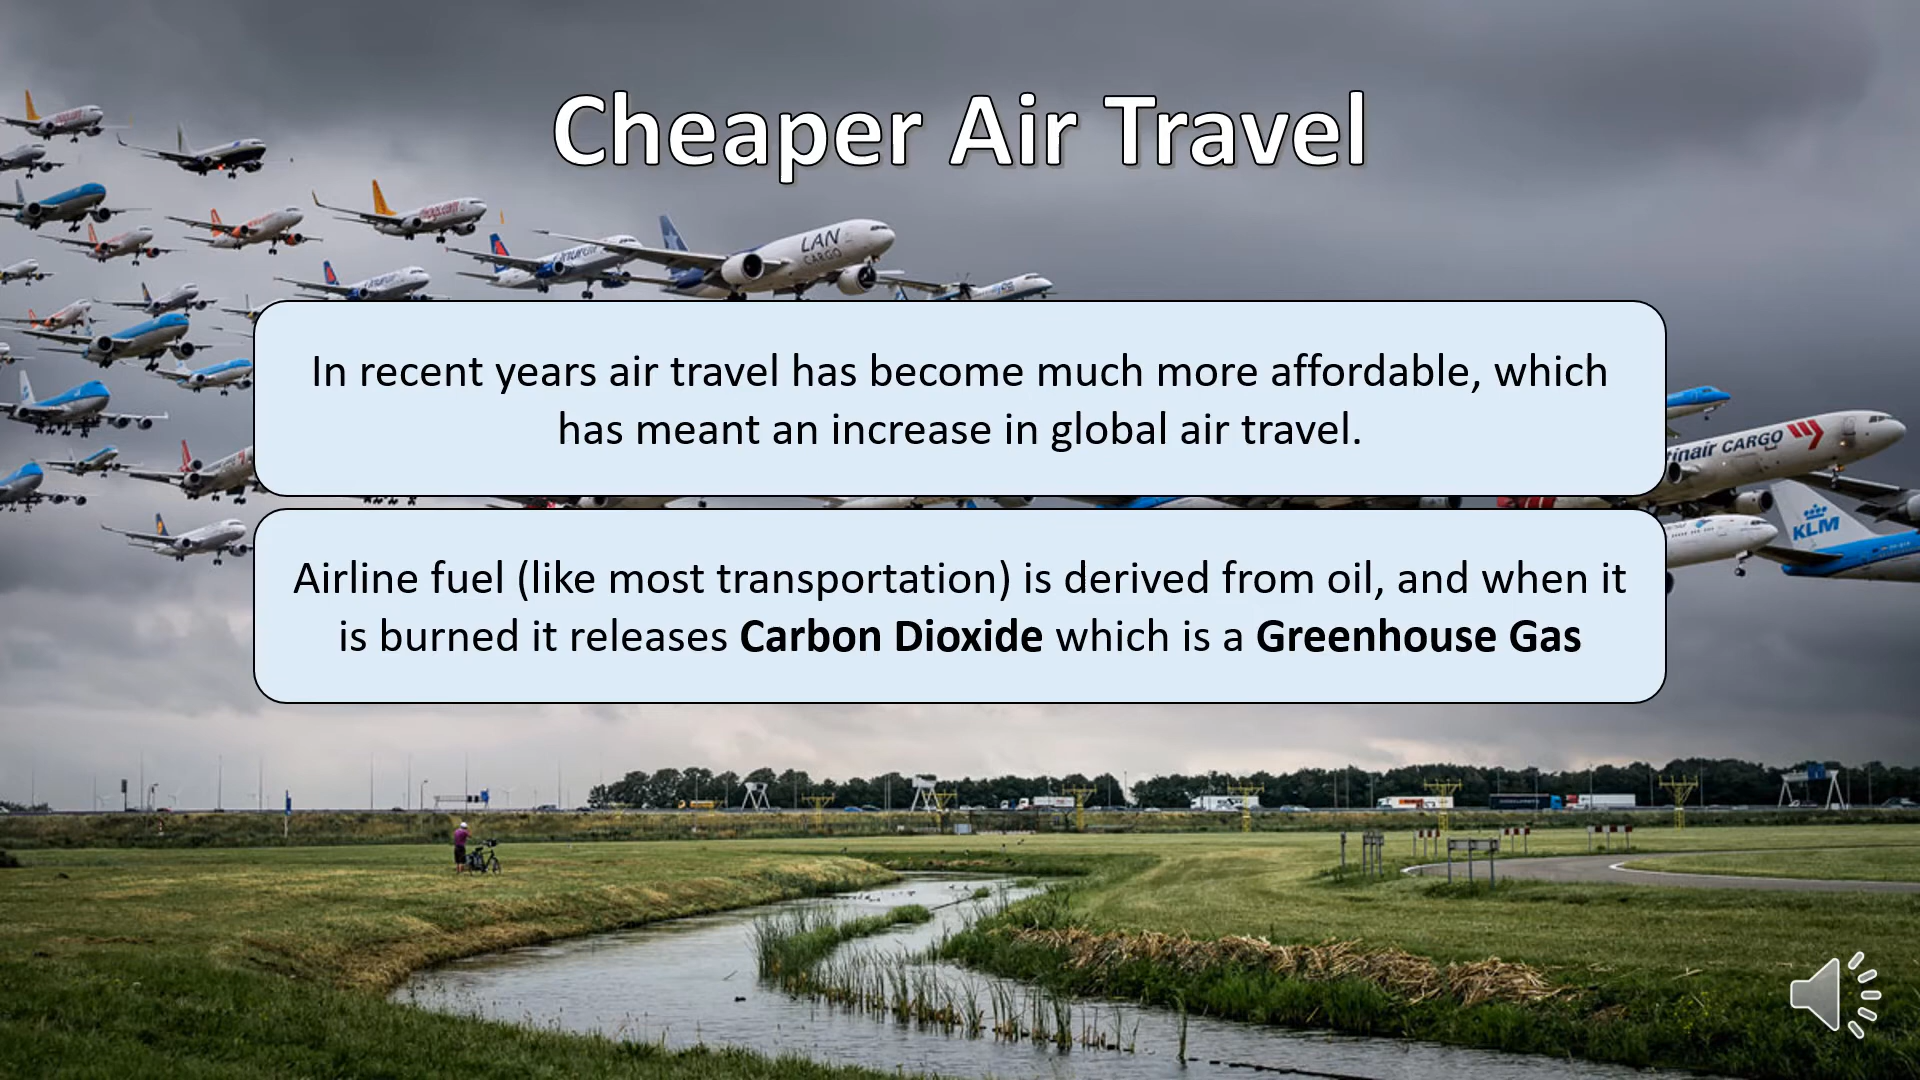 Cheaper Air Travel
LAN
CARGO
In recent years air travel has become much more affordable, which
has meant an increase in global air travel.
CARGO
KLM
Airline fuel (like most transportation) is derived from oil, and when it
is burned it releases Carbon Dioxide which is a Greenhouse Gas